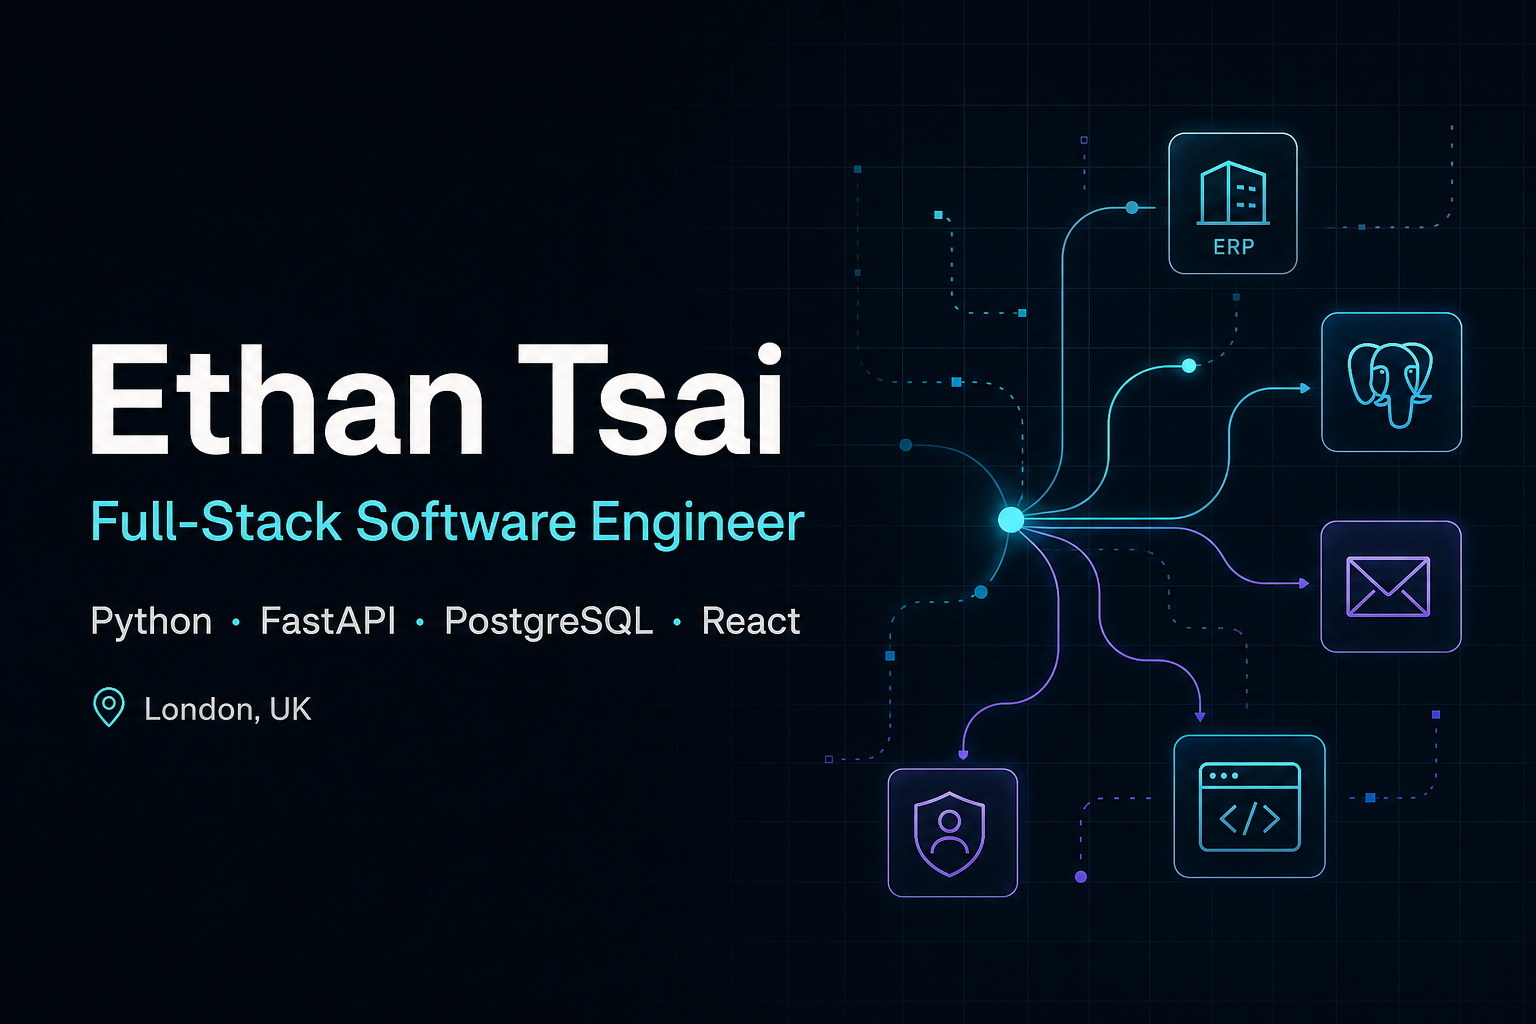 Ethan Tsai
Full-Stack Software Engineer
Python · FastAPI · PostgreSQL · React
London, UK
ERP
</>